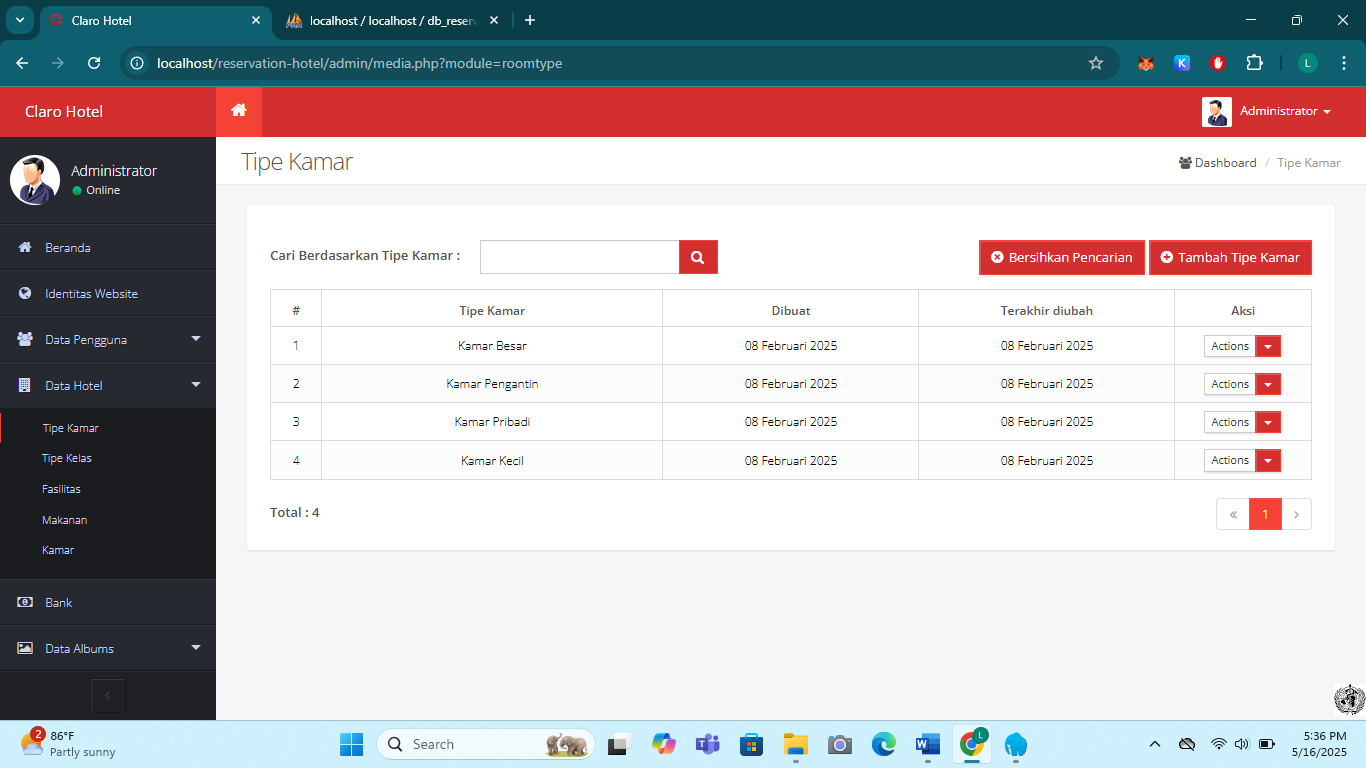 Claro Hotel
localhost / localhost / db_reser
localhost/reservation-hotel/admin/media.php?module=roomtype
K
L
Claro Hotel
Administrator
Tipe Kamar
Dashboard / Tipe Kamar
Administrator
Online
Beranda
Identitas Website
Data Pengguna
Data Hotel
Tipe Kamar
Tipe Kelas
Fasilitas
Makanan
Kamar
Bank
Data Albums
Cari Berdasarkan Tipe Kamar :
Bersihkan Pencarian
Tambah Tipe Kamar
# Tipe Kamar Dibuat Terakhir diubah Aksi
1 Kamar Besar 08 Februari 2025 08 Februari 2025 Actions
2 Kamar Pengantin 08 Februari 2025 08 Februari 2025 Actions
3 Kamar Pribadi 08 Februari 2025 08 Februari 2025 Actions
4 Kamar Kecil 08 Februari 2025 08 Februari 2025 Actions
Total : 4
« 1 ›
2
86°F
Partly sunny
Search
L
5:36 PM
5/16/2025